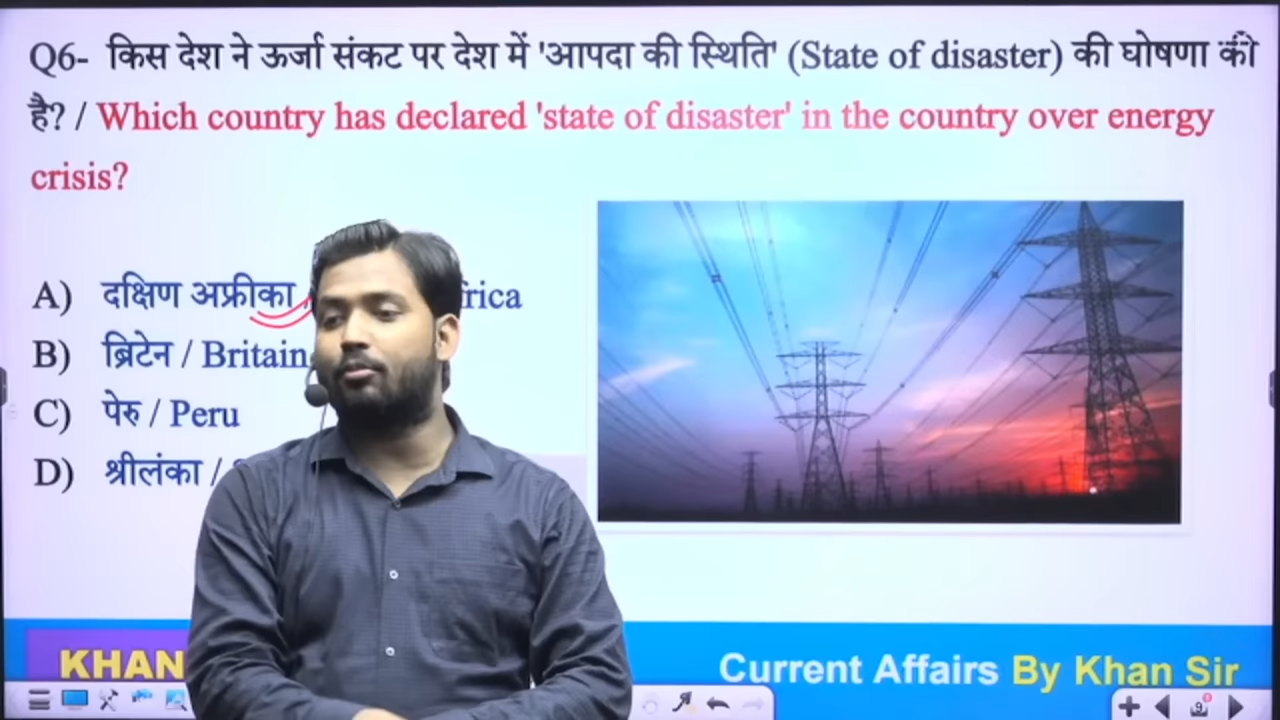 Q6- किस देश ने ऊर्जा संकट पर देश में 'आपदा की स्थिति' (State of disaster) की घोषणा की
है? / Which country has declared 'state of disaster' in the country over energy
crisis?
A) दक्षिण अफ्रीका
B) ब्रिटेन / Britain
C) पेरु / Peru
D) श्रीलंका /
KHAN
Current Affairs By Khan Sir
9